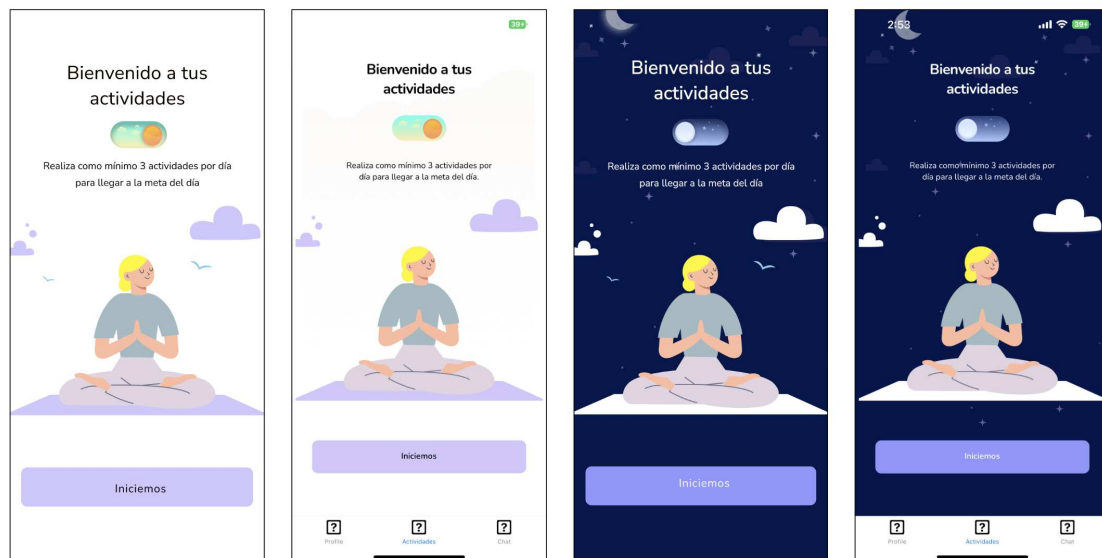 Bienvenido a tus
actividades
Realiza como mínimo 3 actividades por día
para llegar a la meta del día
Iniciemos
39+
Bienvenido a tus
actividades
Realiza como mínimo 3 actividades por
día para llegar a la meta del día.
Iniciemos
? ? ?
Profile Actividades Chat
Bienvenido a tus
actividades
Realiza como mínimo 3 actividades por día
para llegar a la meta del día
Iniciemos
2:53 39+
Bienvenido a tus
actividades
Realiza como mínimo 3 actividades por
día para llegar a la meta del día.
Iniciemos
? ? ?
Profile Actividades Chat